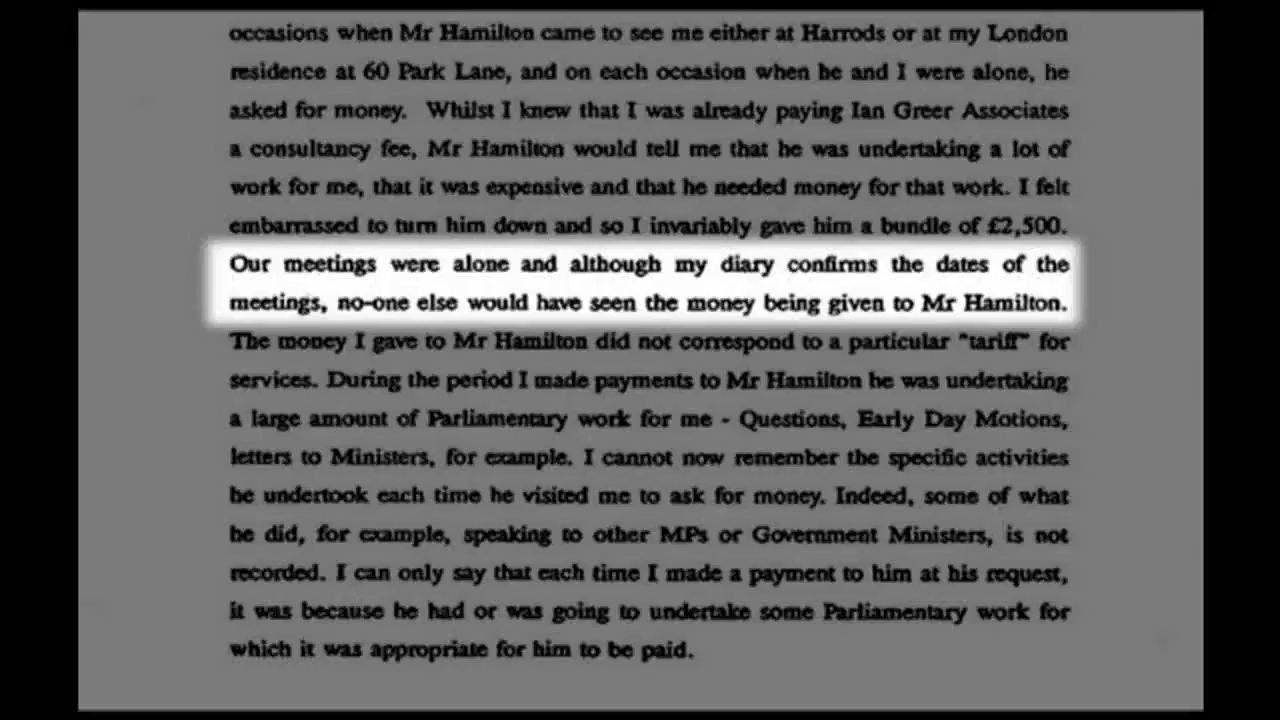 occasions when Mr Hamilton came to see me either at Harrods or at my London
residence at 60 Park Lane, and on each occasion when he and I were alone, he
asked for money. Whilst I knew that I was already paying Ian Greer Associates
a consultancy fee, Mr Hamilton would tell me that he was undertaking a lot of
work for me, that it was expensive and that he needed money for that work. I felt
embarrassed to turn him down and so I invariably gave him a bundle of £2,500.
Our meetings were alone and although my diary confirms the dates of the
meetings, no-one else would have seen the money being given to Mr Hamilton.
The money I gave to Mr Hamilton did not correspond to a particular "tariff" for
services. During the period I made payments to Mr Hamilton he was undertaking
a large amount of Parliamentary work for me - Questions, Early Day Motions,
letters to Ministers, for example. I cannot now remember the specific activities
he undertook each time he visited me to ask for money. Indeed, some of what
he did, for example, speaking to other MPs or Government Ministers, is not
recorded. I can only say that each time I made a payment to him at his request,
it was because he had or was going to undertake some Parliamentary work for
which it was appropriate for him to be paid.